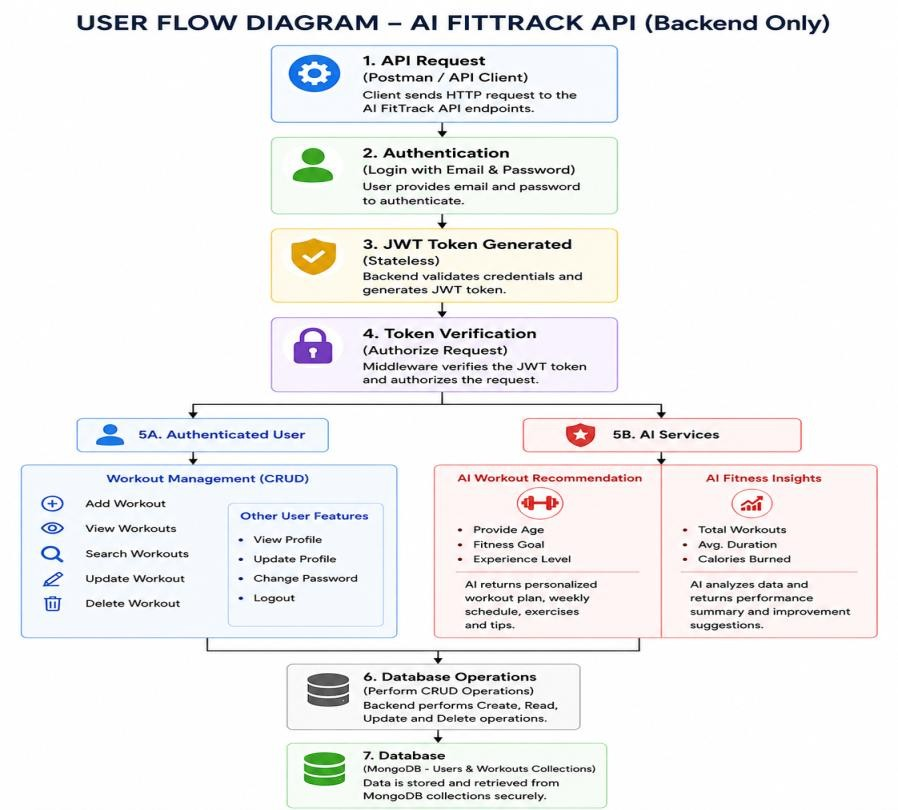 USER FLOW DIAGRAM – AI FITTRACK API (Backend Only)
1. API Request
(Postman / API Client)
Client sends HTTP request to the
AI FitTrack API endpoints.
2. Authentication
(Login with Email & Password)
User provides email and password
to authenticate.
3. JWT Token Generated
(Stateless)
Backend validates credentials and
generates JWT token.
4. Token Verification
(Authorize Request)
Middleware verifies the JWT token
and authorizes the request.
5A. Authenticated User
Workout Management (CRUD)
Add Workout
View Workouts
Search Workouts
Update Workout
Delete Workout
Other User Features
• View Profile
• Update Profile
• Change Password
• Logout
5B. AI Services
AI Workout Recommendation
• Provide Age
• Fitness Goal
• Experience Level
AI returns personalized
workout plan, weekly
schedule, exercises
and tips.
AI Fitness Insights
• Total Workouts
• Avg. Duration
• Calories Burned
AI analyzes data and
returns performance
summary and improvement
suggestions.
6. Database Operations
(Perform CRUD Operations)
Backend performs Create, Read,
Update and Delete operations.
7. Database
(MongoDB - Users & Workouts Collections)
Data is stored and retrieved from
MongoDB collections securely.